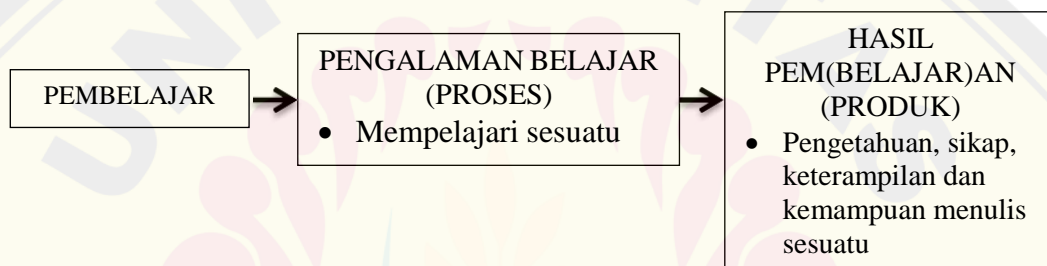 PEMBELAJAR
PENGALAMAN BELAJAR
(PROSES)
• Mempelajari sesuatu
HASIL
PEM(BELAJAR)AN
(PRODUK)
• Pengetahuan, sikap,
keterampilan dan
kemampuan menulis
sesuatu